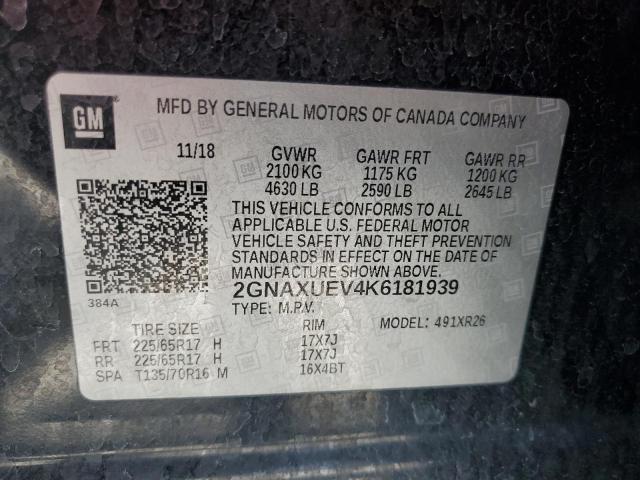 GM
MFD BY GENERAL MOTORS OF CANADA COMPANY
11/18 GVWR GAWR FRT GAWR RR
2100 KG 1175 KG 1200 KG
4630 LB 2590 LB 2645 LB
THIS VEHICLE CONFORMS TO ALL
APPLICABLE U.S. FEDERAL MOTOR
VEHICLE SAFETY AND THEFT PREVENTION
STANDARDS IN EFFECT ON THE DATE OF
MANUFACTURE SHOWN ABOVE.
384A 2GNAXUEV4K6181939
TYPE: M.P.V. MODEL: 491XR26
TIRE SIZE RIM
FRT 225/65R17 H 17X7J
RR 225/65R17 H 17X7J
SPA T135/70R16 M 16X4BT